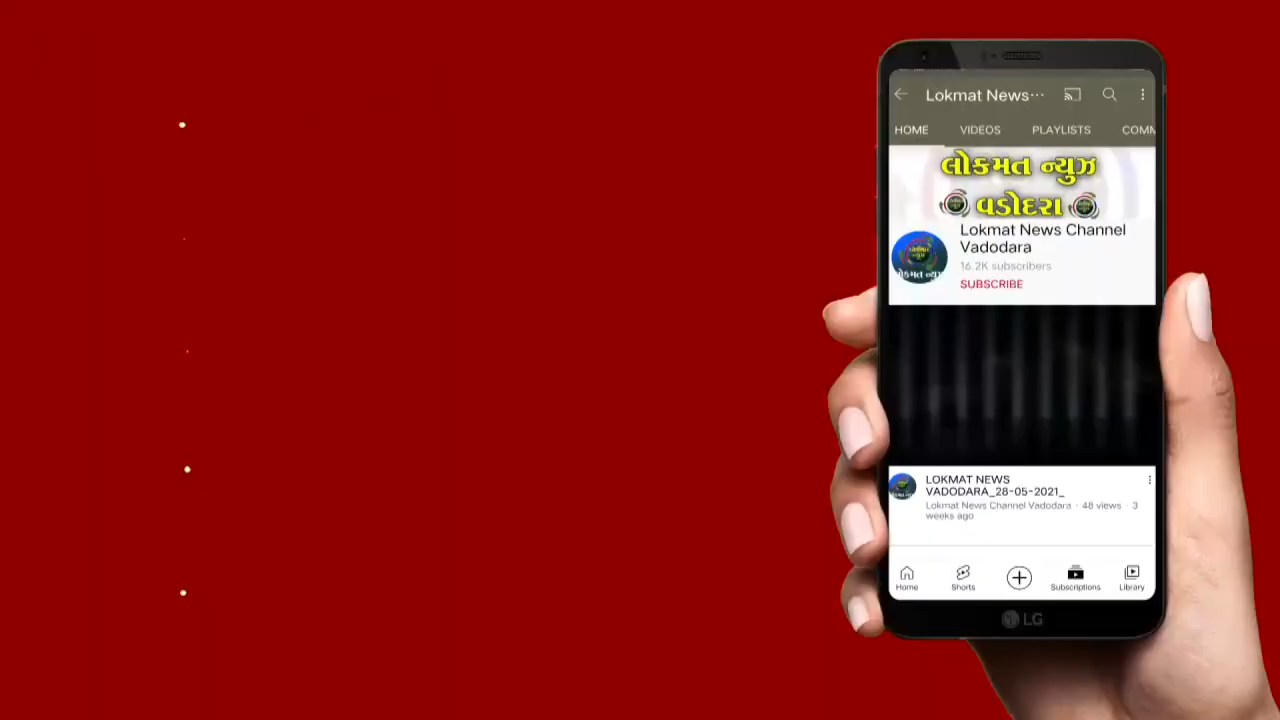 Lokmat News...
HOME VIDEOS PLAYLISTS COMM
લોકમત ન્યુઝ
વડોદરા
Lokmat News Channel
Vadodara
16.2K subscribers
SUBSCRIBE
LOKMAT NEWS
VADODARA_28-05-2021_
Lokmat News Channel Vadodara · 48 views · 3
weeks ago
Home Shorts Subscriptions Library
LG